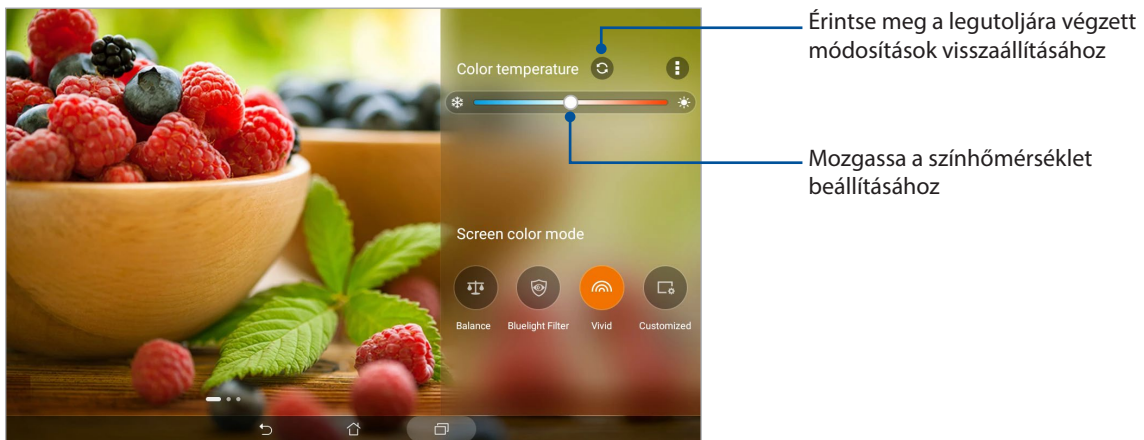 Color temperature
Érintse meg a legutoljára végzett
módosítások visszaállításához
Mozgassa a színhőmérséklet
beállításához
Screen color mode
Balance
Bluelight Filter
Vivid
Customized